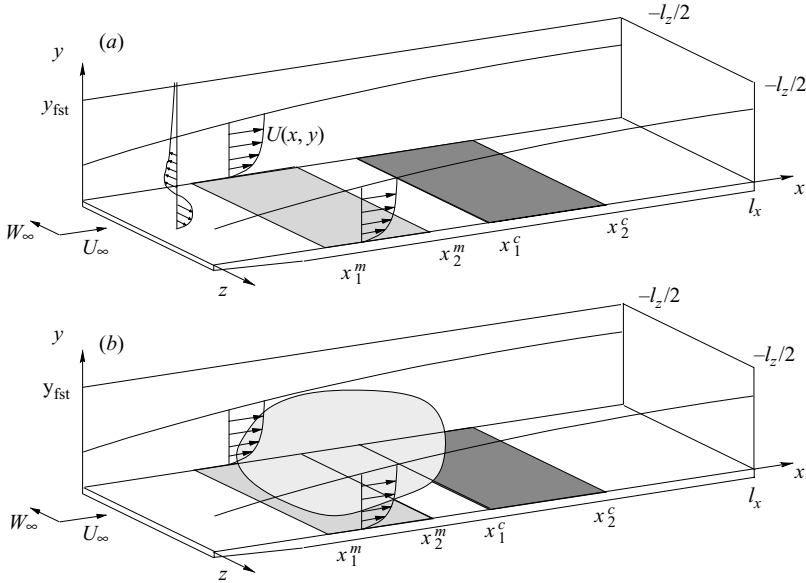 (a)
−l_z/2
y
−l_z/2
y_fst
U(x, y)
x
l_x
W_∞
U_∞
x_1^m
x_2^m
x_1^c
x_2^c
z
(b)
−l_z/2
y
−l_z/2
y_fst
x
l_x
W_∞
U_∞
x_1^m
x_2^m
x_1^c
x_2^c
z